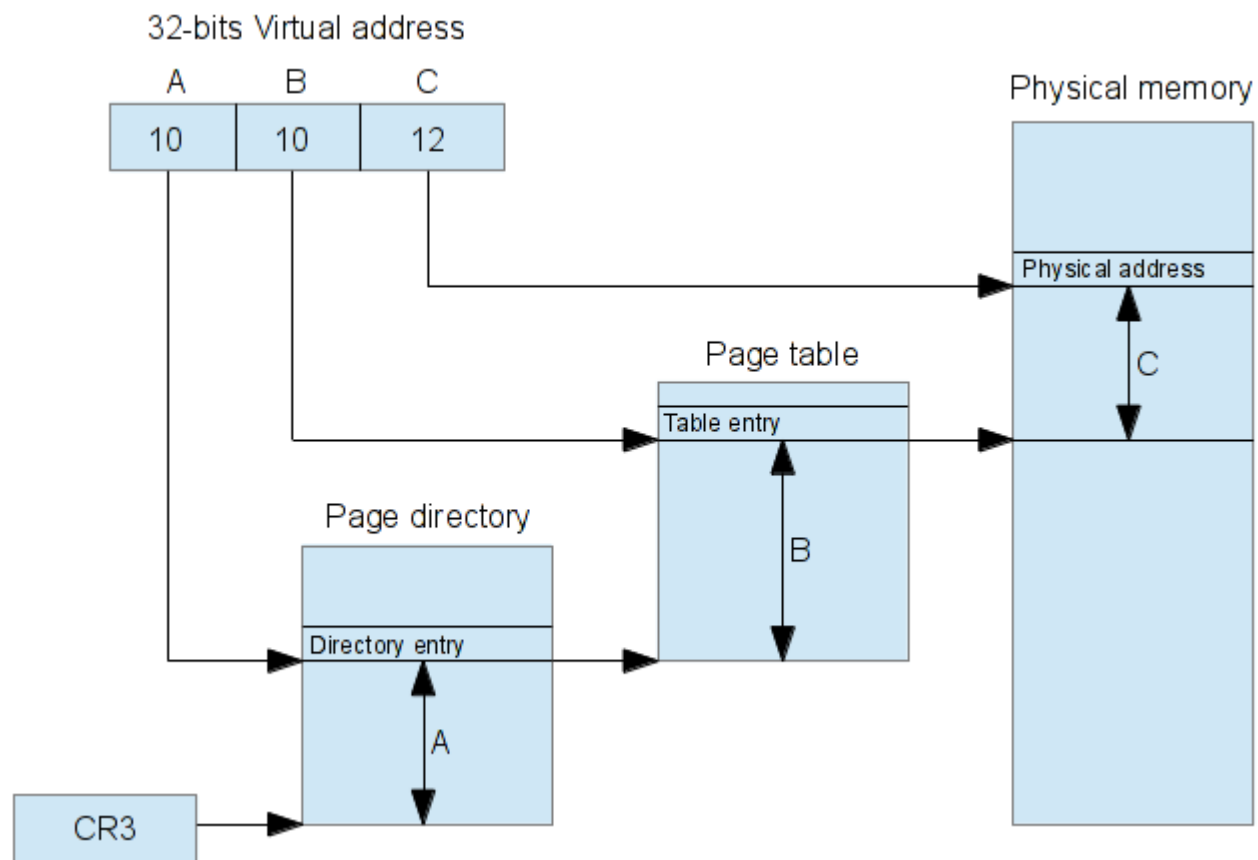 32-bits Virtual address
A B C
10 10 12
Physical memory
Physical address
C
Page table
Table entry
B
Page directory
Directory entry
A
CR3